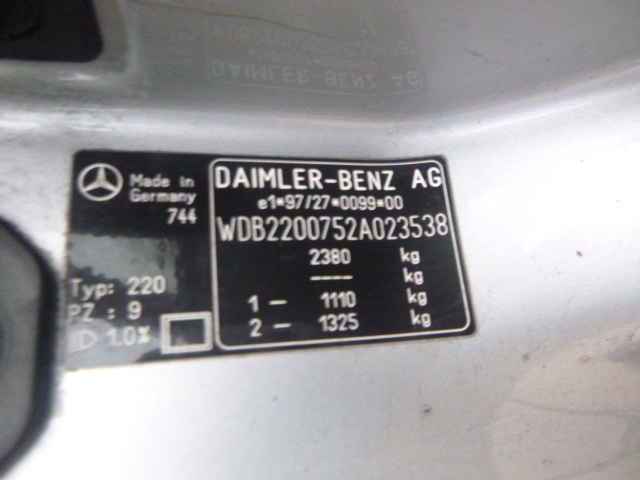 Made in
Germany
744
Typ: 220
PZ : 9
1.0%
DAIMLER-BENZ AG
e1*97/27*0099*00
WDB2200752A023538
2380 kg
---- kg
1 — 1110 kg
2 — 1325 kg